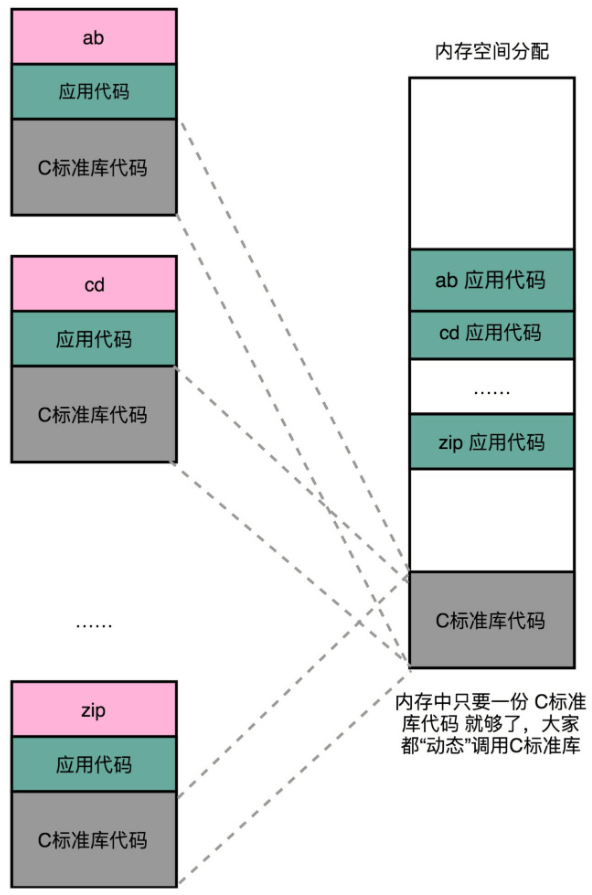 ab
应用代码
C标准库代码
cd
应用代码
C标准库代码
……
zip
应用代码
C标准库代码
内存空间分配
ab 应用代码
cd 应用代码
……
zip 应用代码
C标准库代码
内存中只要一份 C标准
库代码 就够了，大家
都“动态”调用C标准库